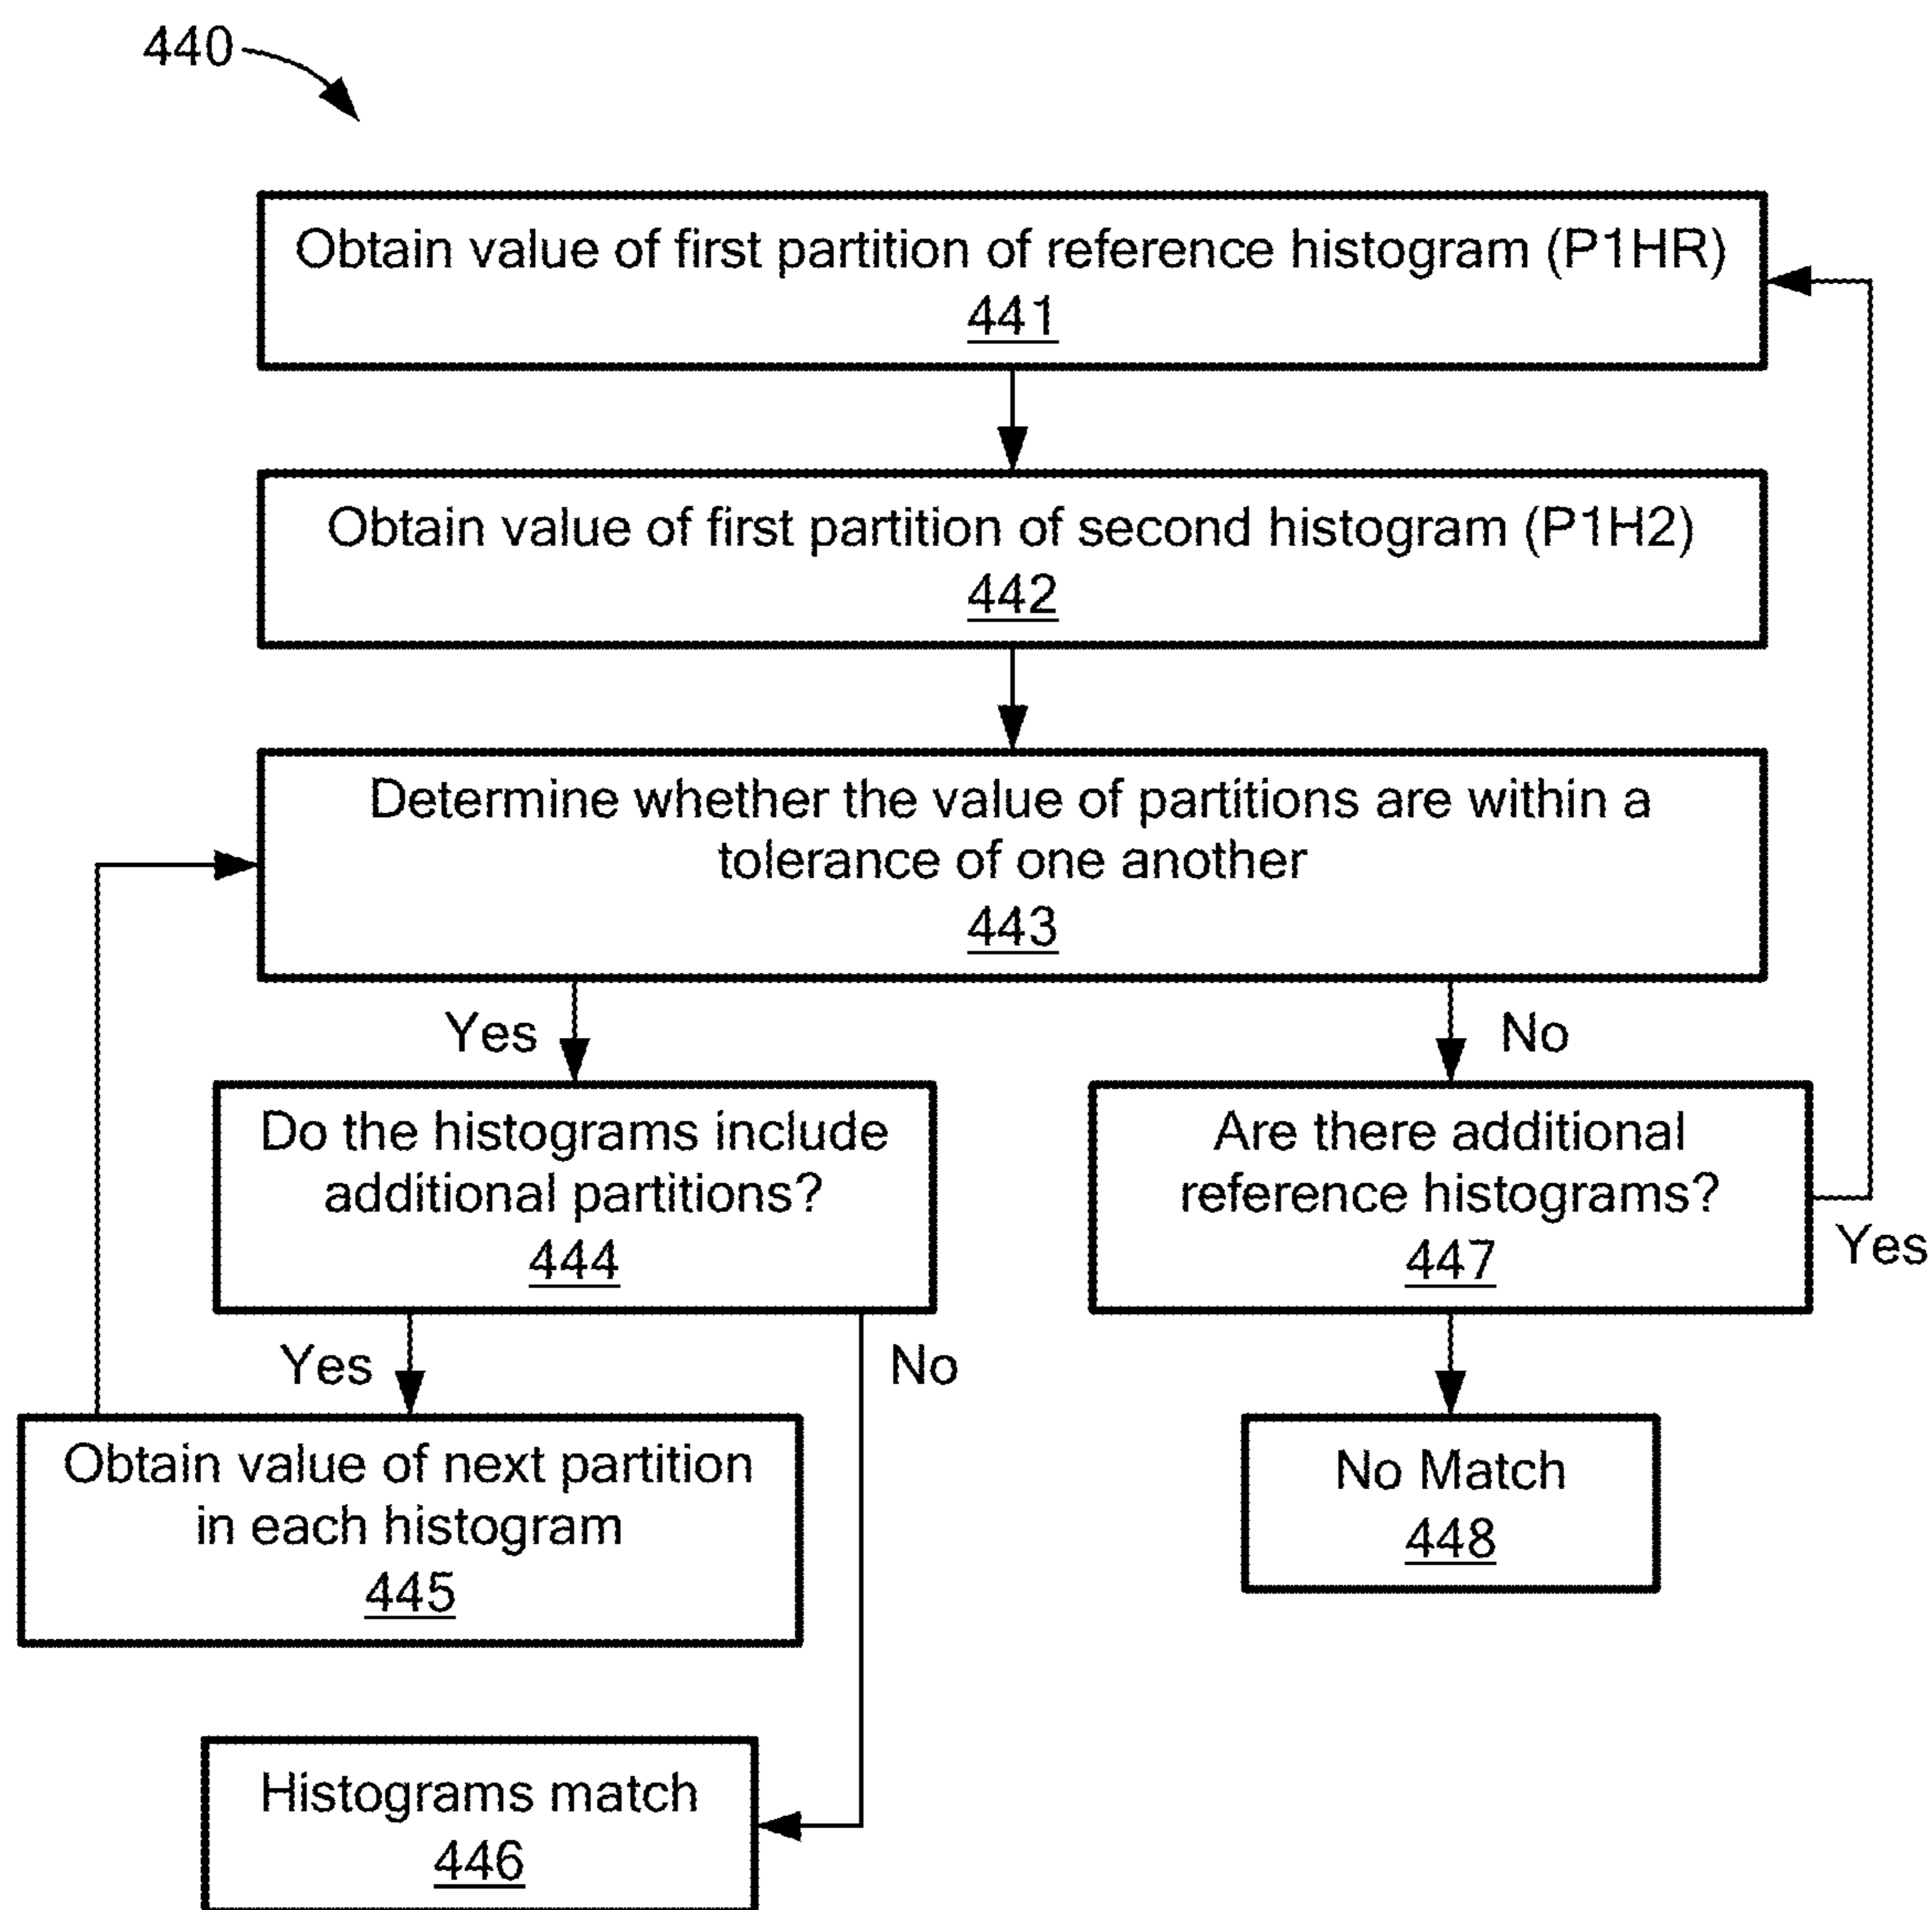 440
Obtain value of first partition of reference histogram (P1HR)
441
Obtain value of first partition of second histogram (P1H2)
442
Determine whether the value of partitions are within a
tolerance of one another
443
Yes
No
Do the histograms include
additional partitions?
444
Are there additional
reference histograms?
447
Yes
Yes
No
Obtain value of next partition
in each histogram
445
No Match
448
Histograms match
446